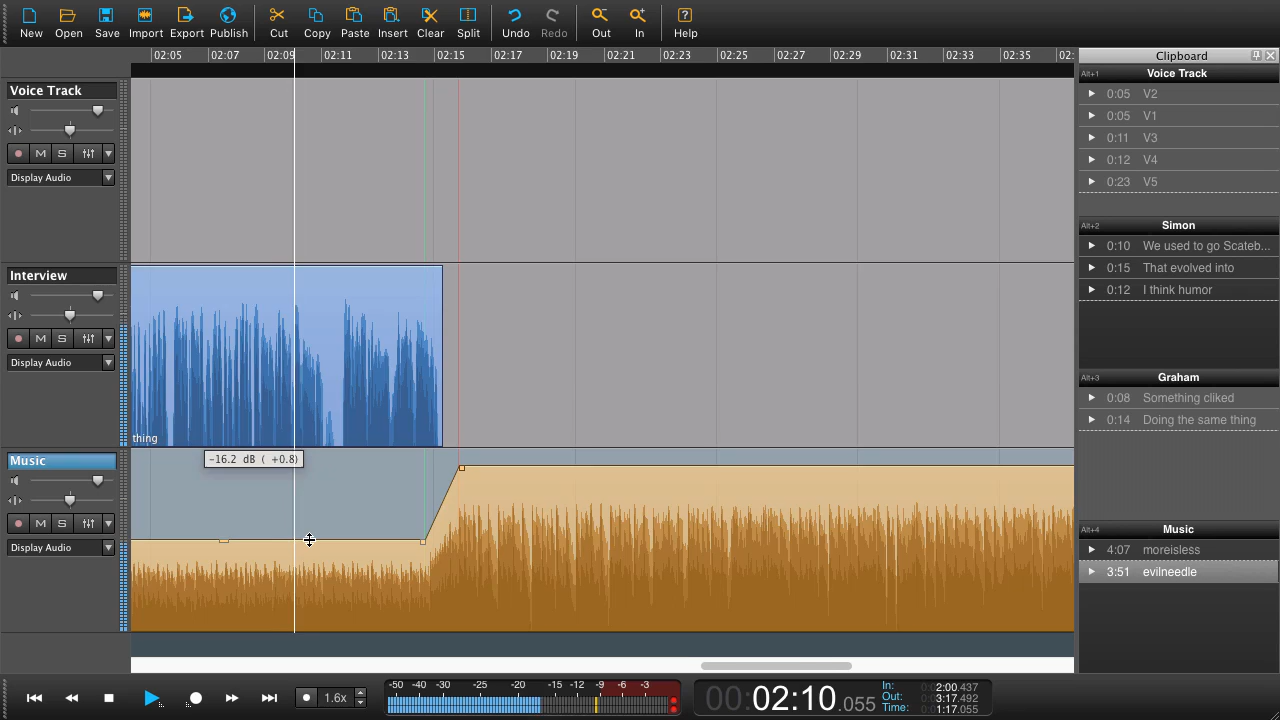 New Open Save Import Export Publish Cut Copy Paste Insert Clear Split Undo Redo Out In Help
02:05 02:07 02:09 02:11 02:13 02:15 02:17 02:19 02:21 02:23 02:25 02:27 02:29 02:31 02:33 02:35 02:
Voice Track
M S
Display Audio
Interview
M S
Display Audio
thing
Music
M S
Display Audio
-16.2 dB ( +0.8)
Clipboard
Alt+1 Voice Track
0:05 V2
0:05 V1
0:11 V3
0:12 V4
0:23 V5
Alt+2 Simon
0:10 We used to go Scateb...
0:15 That evolved into
0:12 I think humor
Alt+3 Graham
0:08 Something cliked
0:14 Doing the same thing
Alt+4 Music
4:07 moreisless
3:51 evilneedle
1.6x
-50 -40 -30 -25 -20 -15 -12 -9 -6 -3
00:02:10.055
In: 0:02:00.437
Out: 0:03:17.492
Time: 0:01:17.055